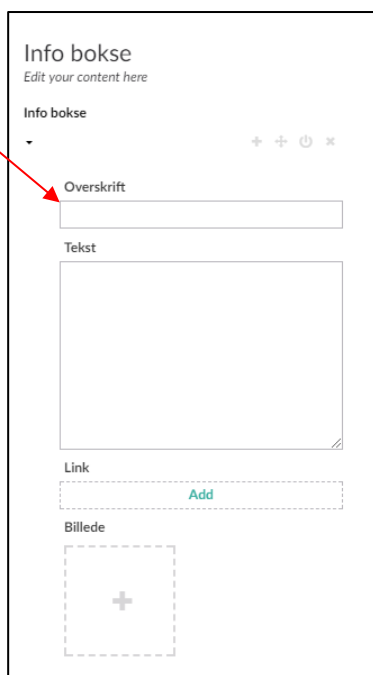 Info bokse
Edit your content here
Info bokse
Overskrift
Tekst
Link
Add
Billede